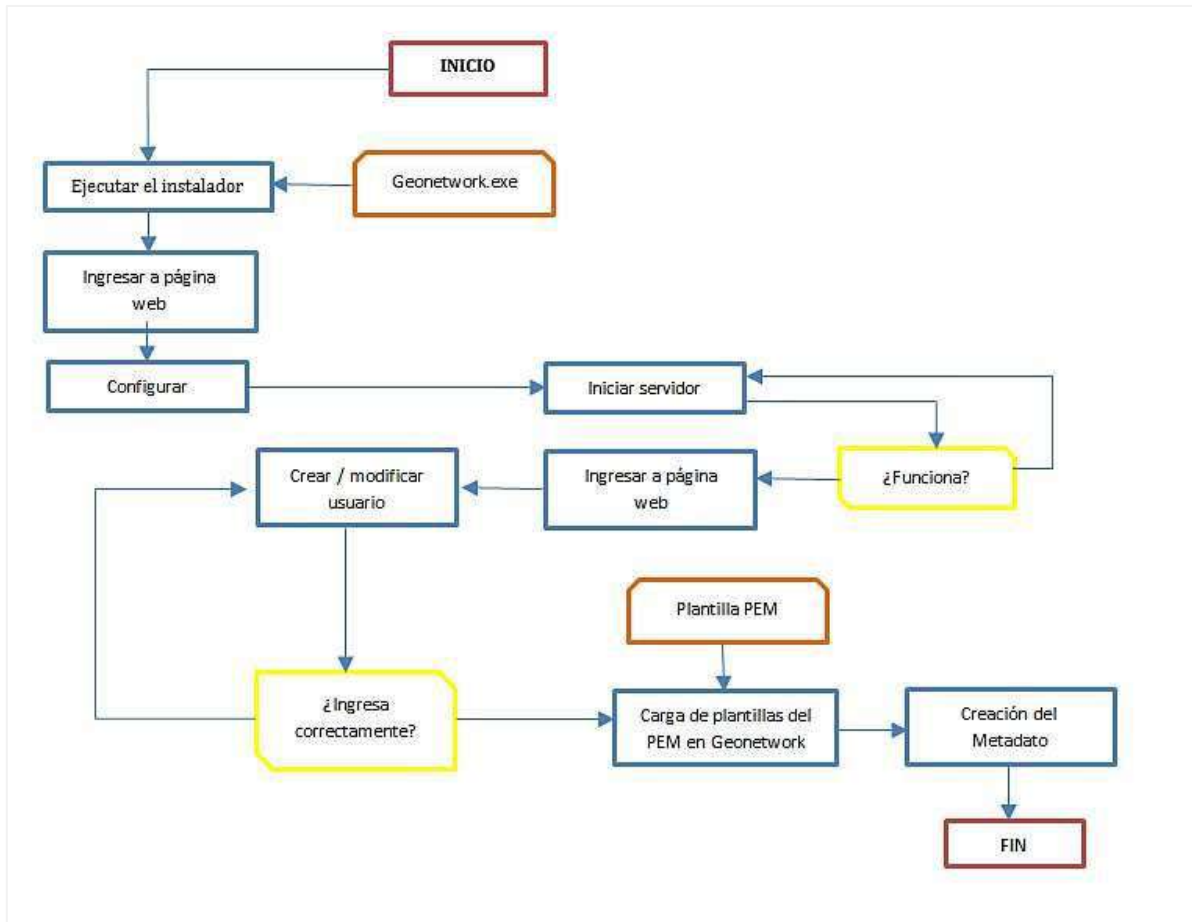 INICIO
Ejecutar el instalador
Geonetwork.exe
Ingresar a página
web
Configurar
Iniciar servidor
¿Funciona?
Ingresar a página
web
Crear / modificar
usuario
Plantilla PEM
¿Ingresa
correctamente?
Carga de plantillas del
PEM en Geonetwork
Creación del
Metadato
FIN